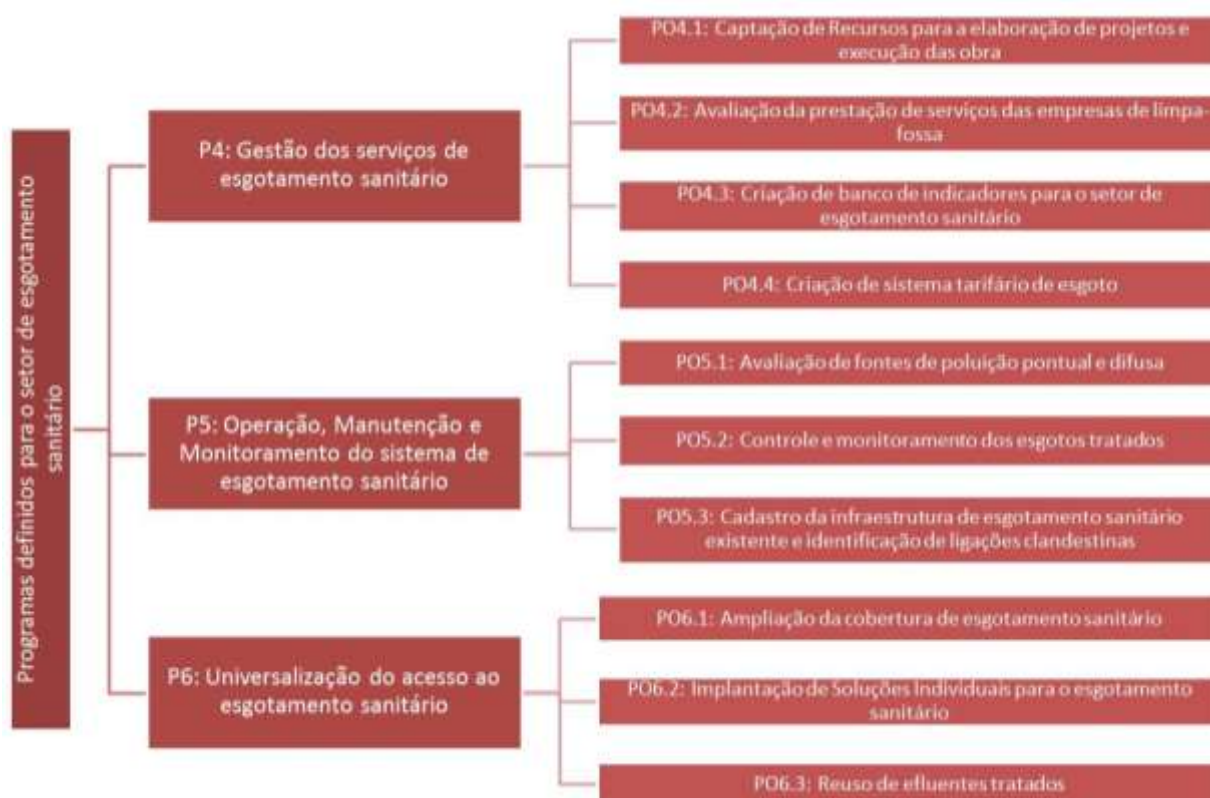 Programas definidos para o setor de esgotamento
sanitário
P4: Gestão dos serviços de
esgotamento sanitário
PO4.1: Captação de Recursos para a elaboração de projetos e
execução das obra
PO4.2: Avaliação da prestação de serviços das empresas de limpa-
fossa
PO4.3: Criação de banco de indicadores para o setor de
esgotamento sanitário
PO4.4: Criação de sistema tarifário de esgoto
P5: Operação, Manutenção e
Monitoramento do sistema de
esgotamento sanitário
PO5.1: Avaliação de fontes de poluição pontual e difusa
PO5.2: Controle e monitoramento dos esgotos tratados
PO5.3: Cadastro da infraestrutura de esgotamento sanitário
existente e identificação de ligações clandestinas
P6: Universalização do acesso ao
esgotamento sanitário
PO6.1: Ampliação da cobertura de esgotamento sanitário
PO6.2: Implantação de Soluções Individuais para o esgotamento
sanitário
PO6.3: Reuso de efluentes tratados